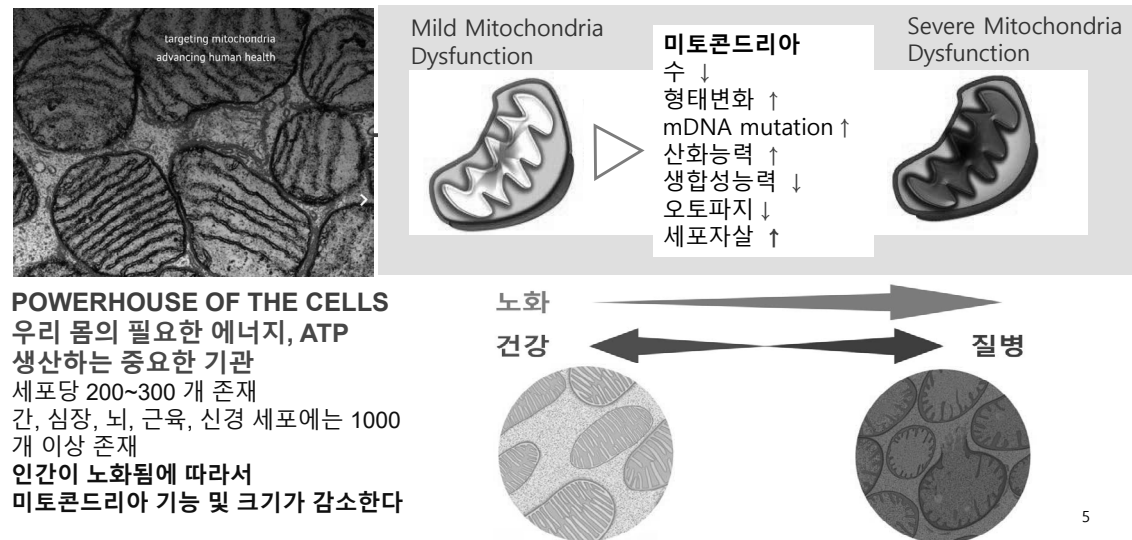 targeting mitochondria
advancing human health
Mild Mitochondria
Dysfunction
미토콘드리아
수 ↓
형태변화 ↑
mDNA mutation↑
산화능력 ↑
생합성능력 ↓
오토파지↓
세포자살 ↑
Severe Mitochondria
Dysfunction
POWERHOUSE OF THE CELLS
우리 몸의 필요한 에너지, ATP
생산하는 중요한 기관
세포당 200~300 개 존재
간, 심장, 뇌, 근육, 신경 세포에는 1000
개 이상 존재
인간이 노화됨에 따라서
미토콘드리아 기능 및 크기가 감소한다
노화
건강
질병
5